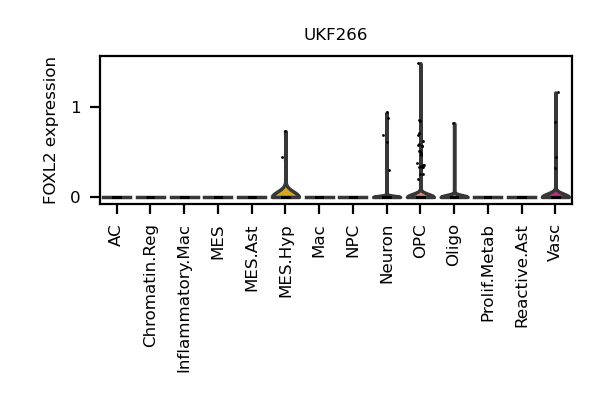 UKF266
FOXL2 expression
1
0
AC
Chromatin.Reg
Inflammatory.Mac
MES
MES.Ast
MES.Hyp
Mac
NPC
Neuron
OPC
Oligo
Prolif.Metab
Reactive.Ast
Vasc